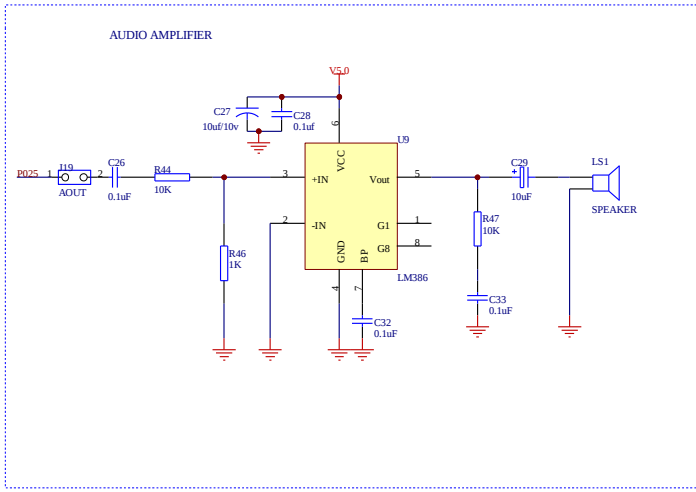 AUDIO AMPLIFIER
V5.0
C27
10uf/10v
C28
0.1uf
6
U9
VCC
P025
1
J19
2
AOUT
C26
0.1uF
R44
10K
3
+IN
Vout
5
C29
+
10uF
LS1
SPEAKER
2
-IN
G1
1
G8
8
R47
10K
R46
1K
GND
BP
LM386
4
7
C32
0.1uF
C33
0.1uF